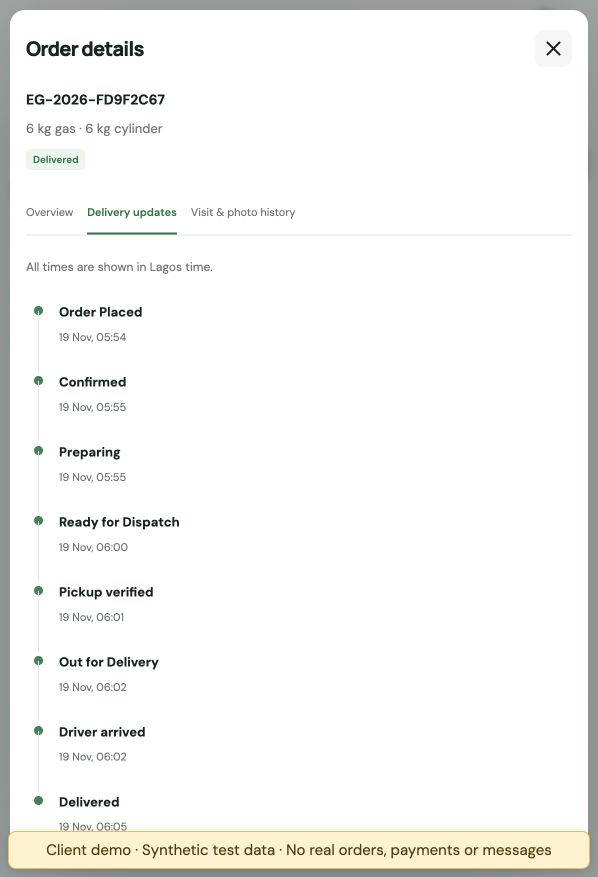 Order details
EG-2026-FD9F2C67
6 kg gas · 6 kg cylinder
Delivered
Overview Delivery updates Visit & photo history
All times are shown in Lagos time.
Order Placed
19 Nov, 05:54
Confirmed
19 Nov, 05:55
Preparing
19 Nov, 05:55
Ready for Dispatch
19 Nov, 06:00
Pickup verified
19 Nov, 06:01
Out for Delivery
19 Nov, 06:02
Driver arrived
19 Nov, 06:02
Delivered
19 Nov, 06:05
Client demo · Synthetic test data · No real orders, payments or messages